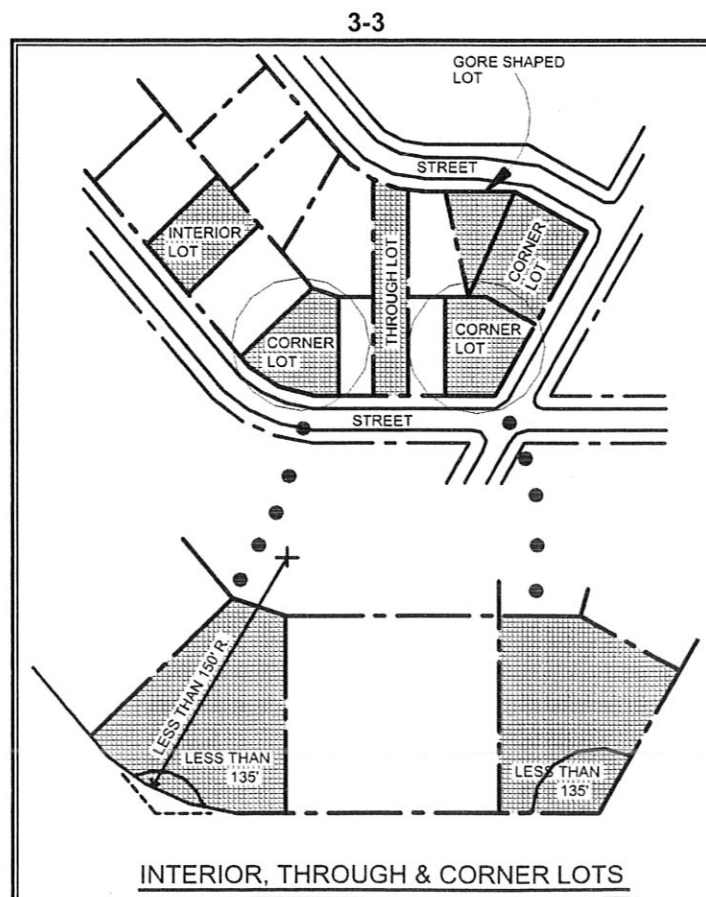 3-3
GORE SHAPED
LOT
STREET
INTERIOR
LOT
THROUGH LOT
CORNER
LOT
CORNER
LOT
CORNER
LOT
STREET
LESS THAN 150' R.
LESS THAN
135'
LESS THAN
135'
INTERIOR, THROUGH & CORNER LOTS